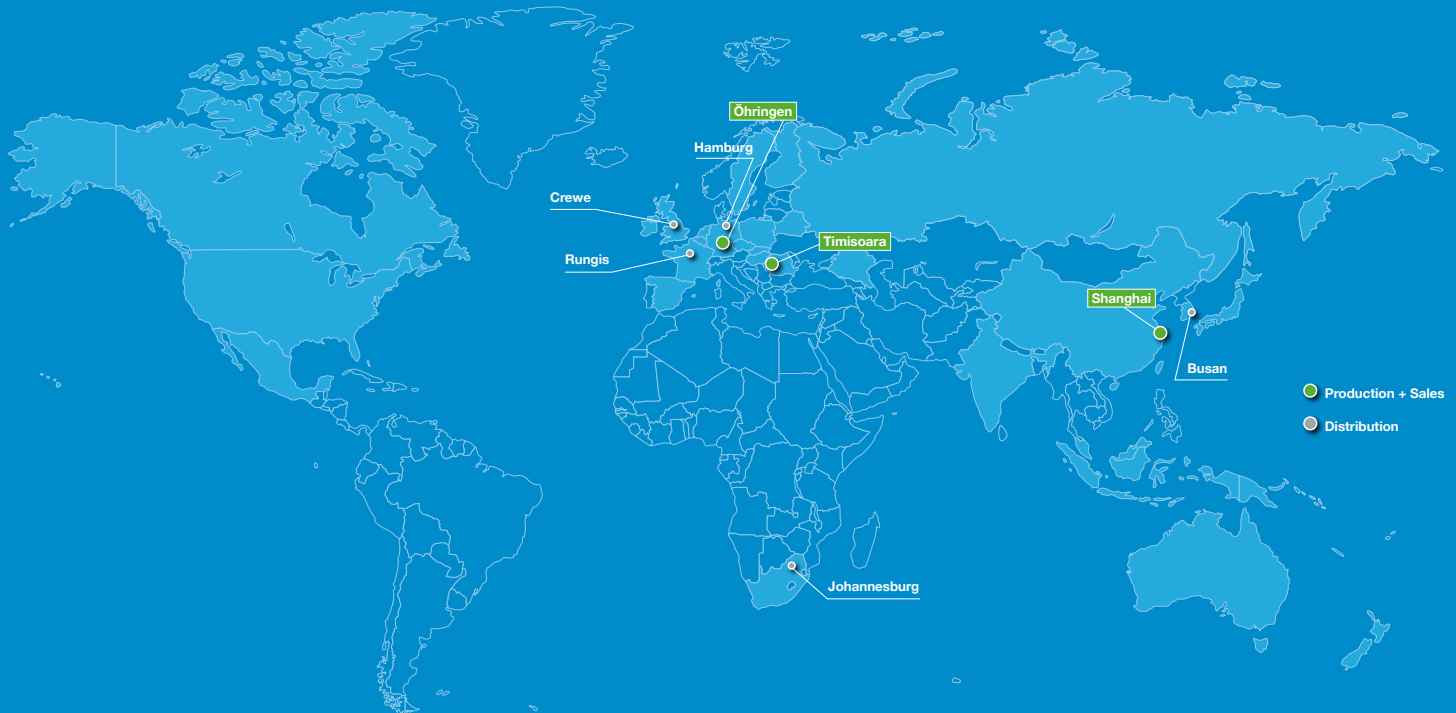 Öhringen
Hamburg
Crewe
Rungis
Timisoara
Shanghai
Busan
Production + Sales
Distribution
Johannesburg